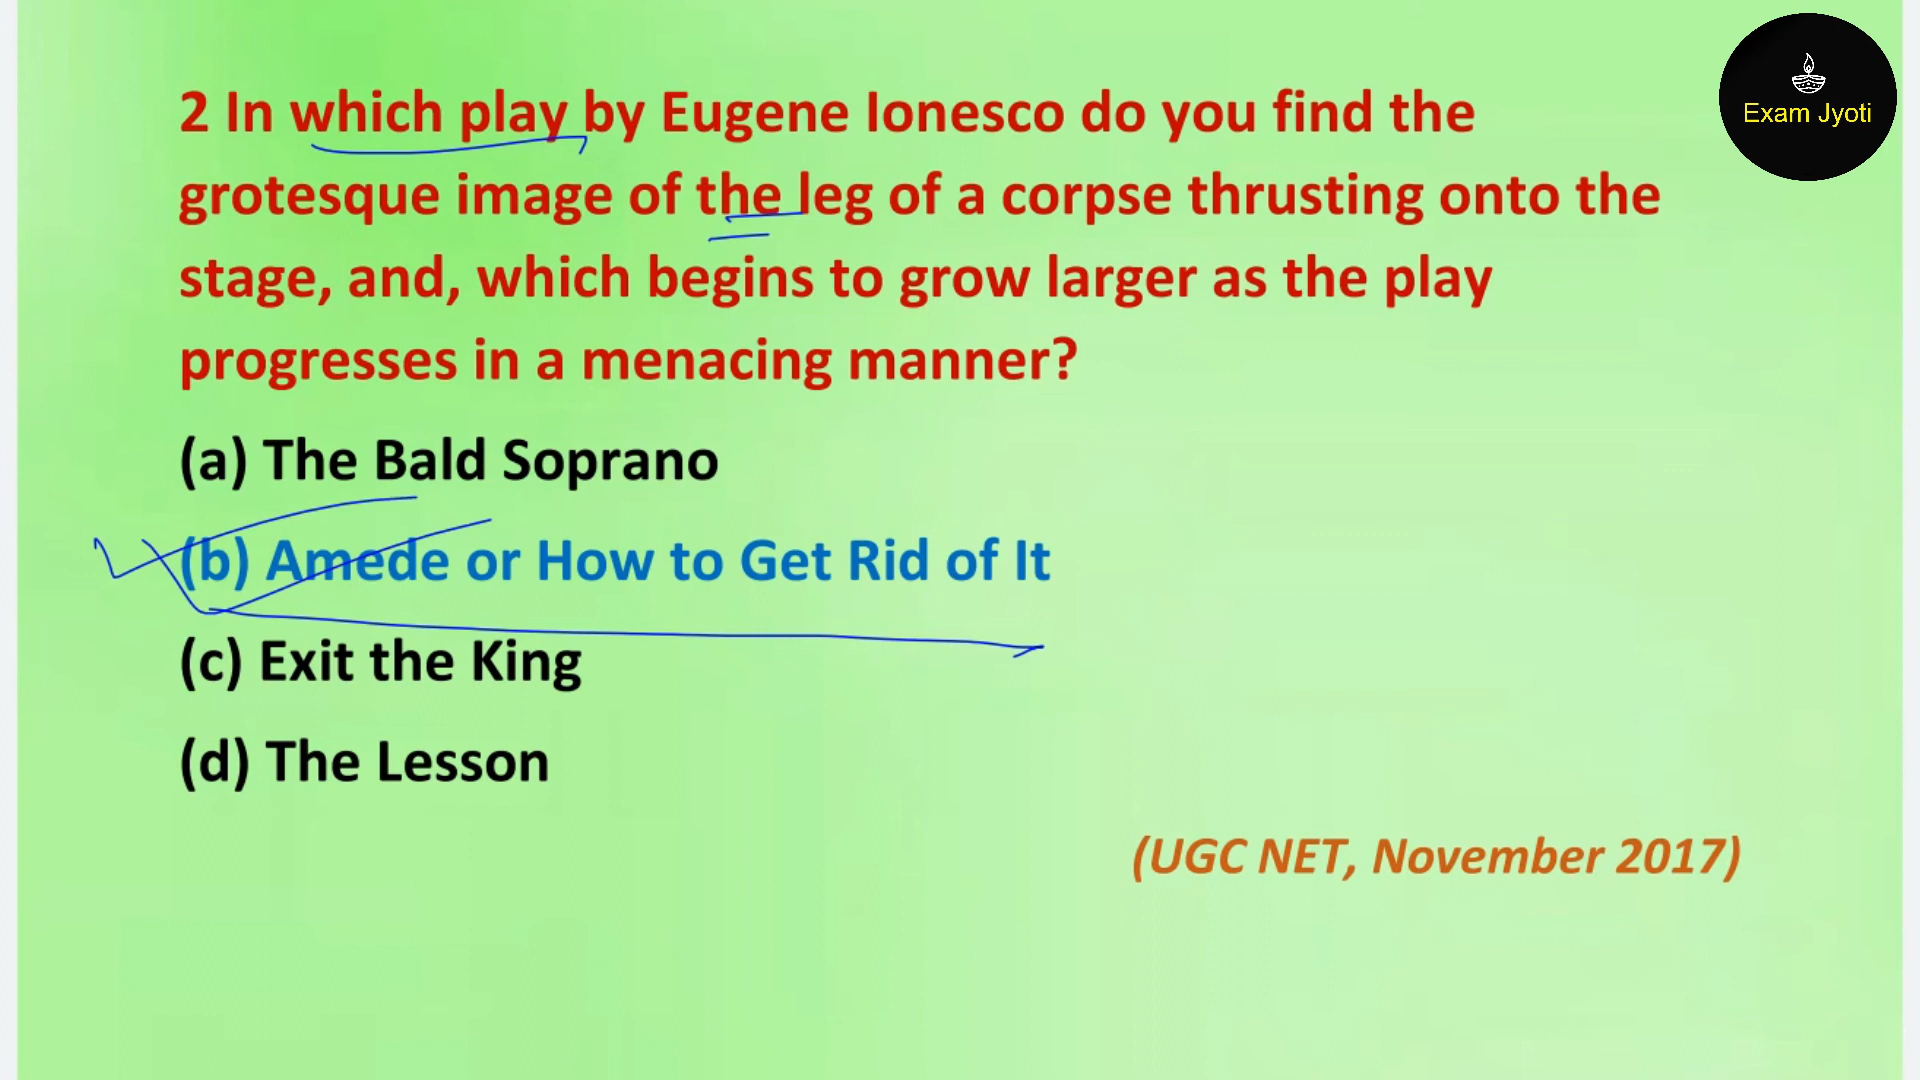 2 In which play by Eugene Ionesco do you find the
grotesque image of the leg of a corpse thrusting onto the
stage, and, which begins to grow larger as the play
progresses in a menacing manner?
(a) The Bald Soprano
(b) Amede or How to Get Rid of It
(c) Exit the King
(d) The Lesson
(UGC NET, November 2017)
Exam Jyoti